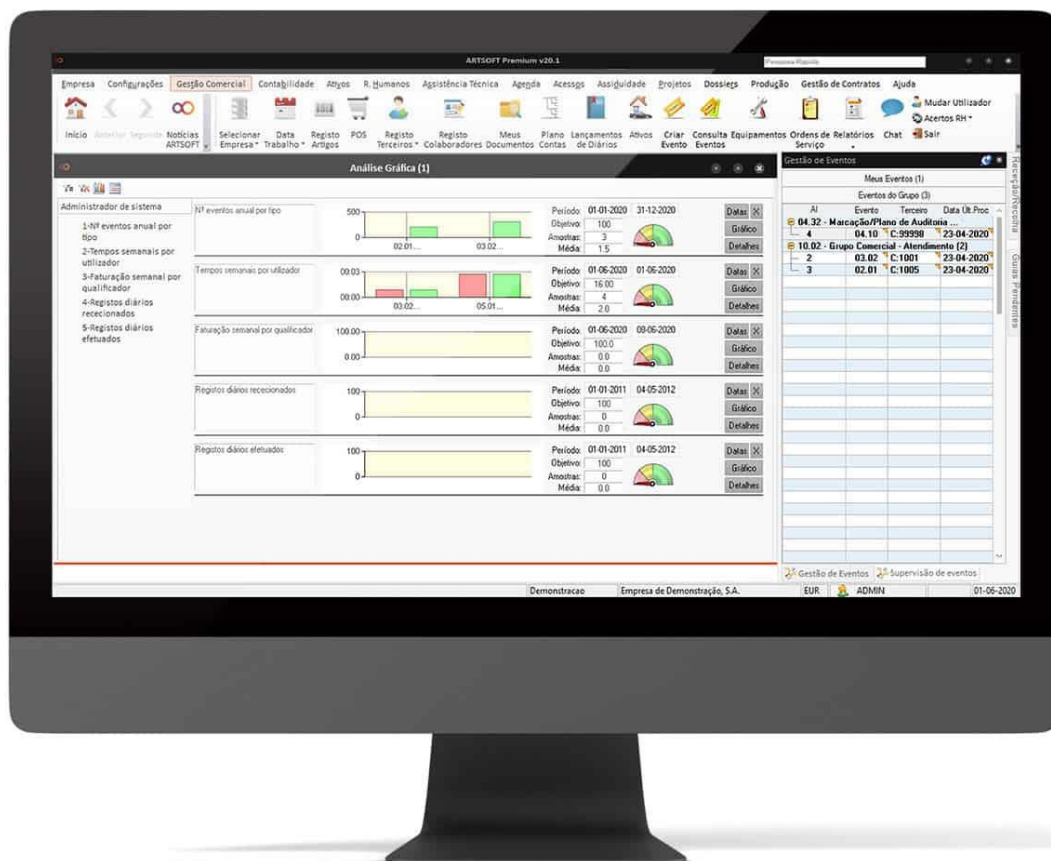 ARTSOFT Premium v20.1
Pesquisa Rápida
Empresa Configurações Gestão Comercial Contabilidade Ativos R. Humanos Assistência Técnica Agenda Acessos Assiduidade Projetos Dossiers Produção Gestão de Contratos Ajuda
Início Anterior Seguinte Notícias ARTSOFT Selecionar Empresa Data Trabalho Registo Artigos POS Registo Terceiros Registo Colaboradores Meus Documentos Plano Contas Lançamentos de Diários Ativos Criar Evento Consulta Eventos Equipamentos Ordens de Serviço Relatórios Chat
Mudar Utilizador
Acertos RH
Sair
Análise Gráfica (1)
Administrador de sistema
1-Nº eventos anual por tipo
2-Tempos semanais por utilizador
3-Faturação semanal por qualificador
4-Registos diários rececionados
5-Registos diários efetuados
Nº eventos anual por tipo
500
0
02.01... 03.02...
Período: 01-01-2020 31-12-2020
Objetivo: 100
Amostras: 3
Média: 1.5
Datas X
Gráfico
Detalhes
Tempos semanais por utilizador
00:03
00:00
03.02... 05.01...
Período: 01-06-2020 01-06-2020
Objetivo: 16:00
Amostras: 4
Média: 2.0
Datas X
Gráfico
Detalhes
Faturação semanal por qualificador
100.00
0.00
Período: 01-06-2020 08-06-2020
Objetivo: 100.0
Amostras: 0.0
Média: 0.0
Datas X
Gráfico
Detalhes
Registos diários rececionados
100
0
Período: 01-01-2011 04-05-2012
Objetivo: 100
Amostras: 0
Média: 0.0
Datas X
Gráfico
Detalhes
Registos diários efetuados
100
0
Período: 01-01-2011 04-05-2012
Objetivo: 100
Amostras: 0
Média: 0.0
Datas X
Gráfico
Detalhes
Gestão de Eventos
Meus Eventos (1)
Eventos do Grupo (3)
Al Evento Terceiro Data Últ.Proc
04.32 - Marcação/Plano de Auditoria ...
4 04.10 C:99998 23-04-2020
10.02 - Grupo Comercial - Atendimento (2)
2 03.02 C:1001 23-04-2020
3 02.01 C:1005 23-04-2020
Receção/Recolha
Guias Pendentes
Gestão de Eventos Supervisão de eventos
Demonstracao Empresa de Demonstração, S.A. EUR ADMIN 01-06-2020